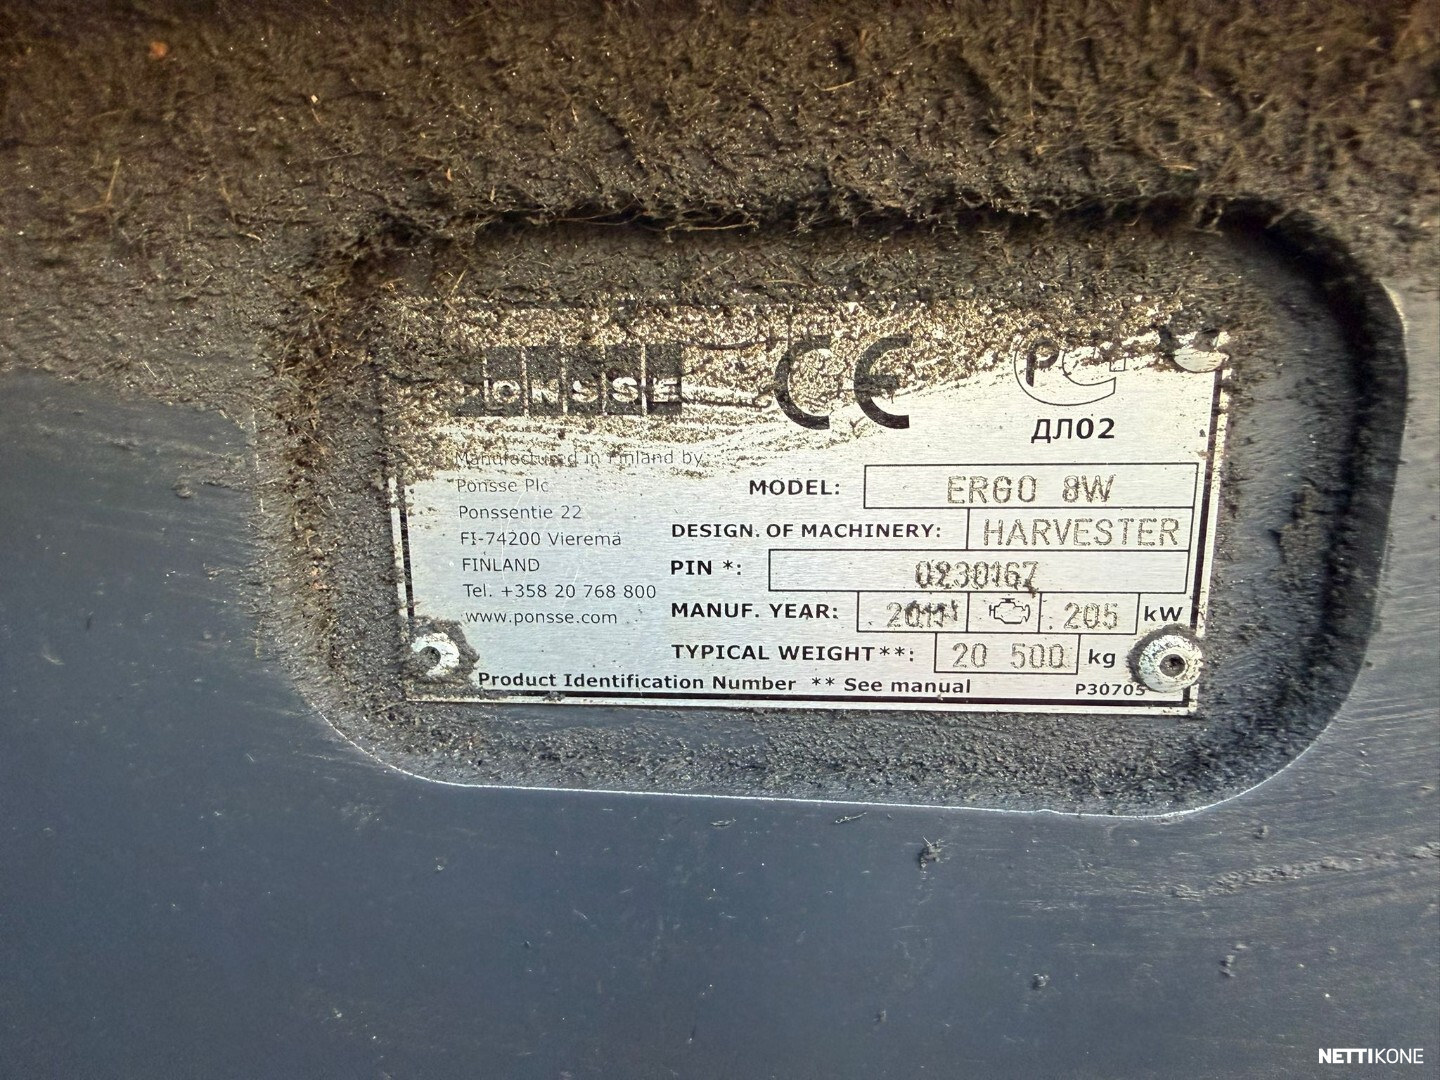 PONSSE CE PC
ДЛ02
Manufactured in Finland by:
Ponsse Plc
Ponssentie 22
FI-74200 Vieremä
FINLAND
Tel. +358 20 768 800
www.ponsse.com
MODEL: ERGO 8W
DESIGN. OF MACHINERY: HARVESTER
PIN *: 0230167
MANUF. YEAR: 2011 205 kW
TYPICAL WEIGHT**: 20 500 kg
Product Identification Number ** See manual P30705
NETTIKONE